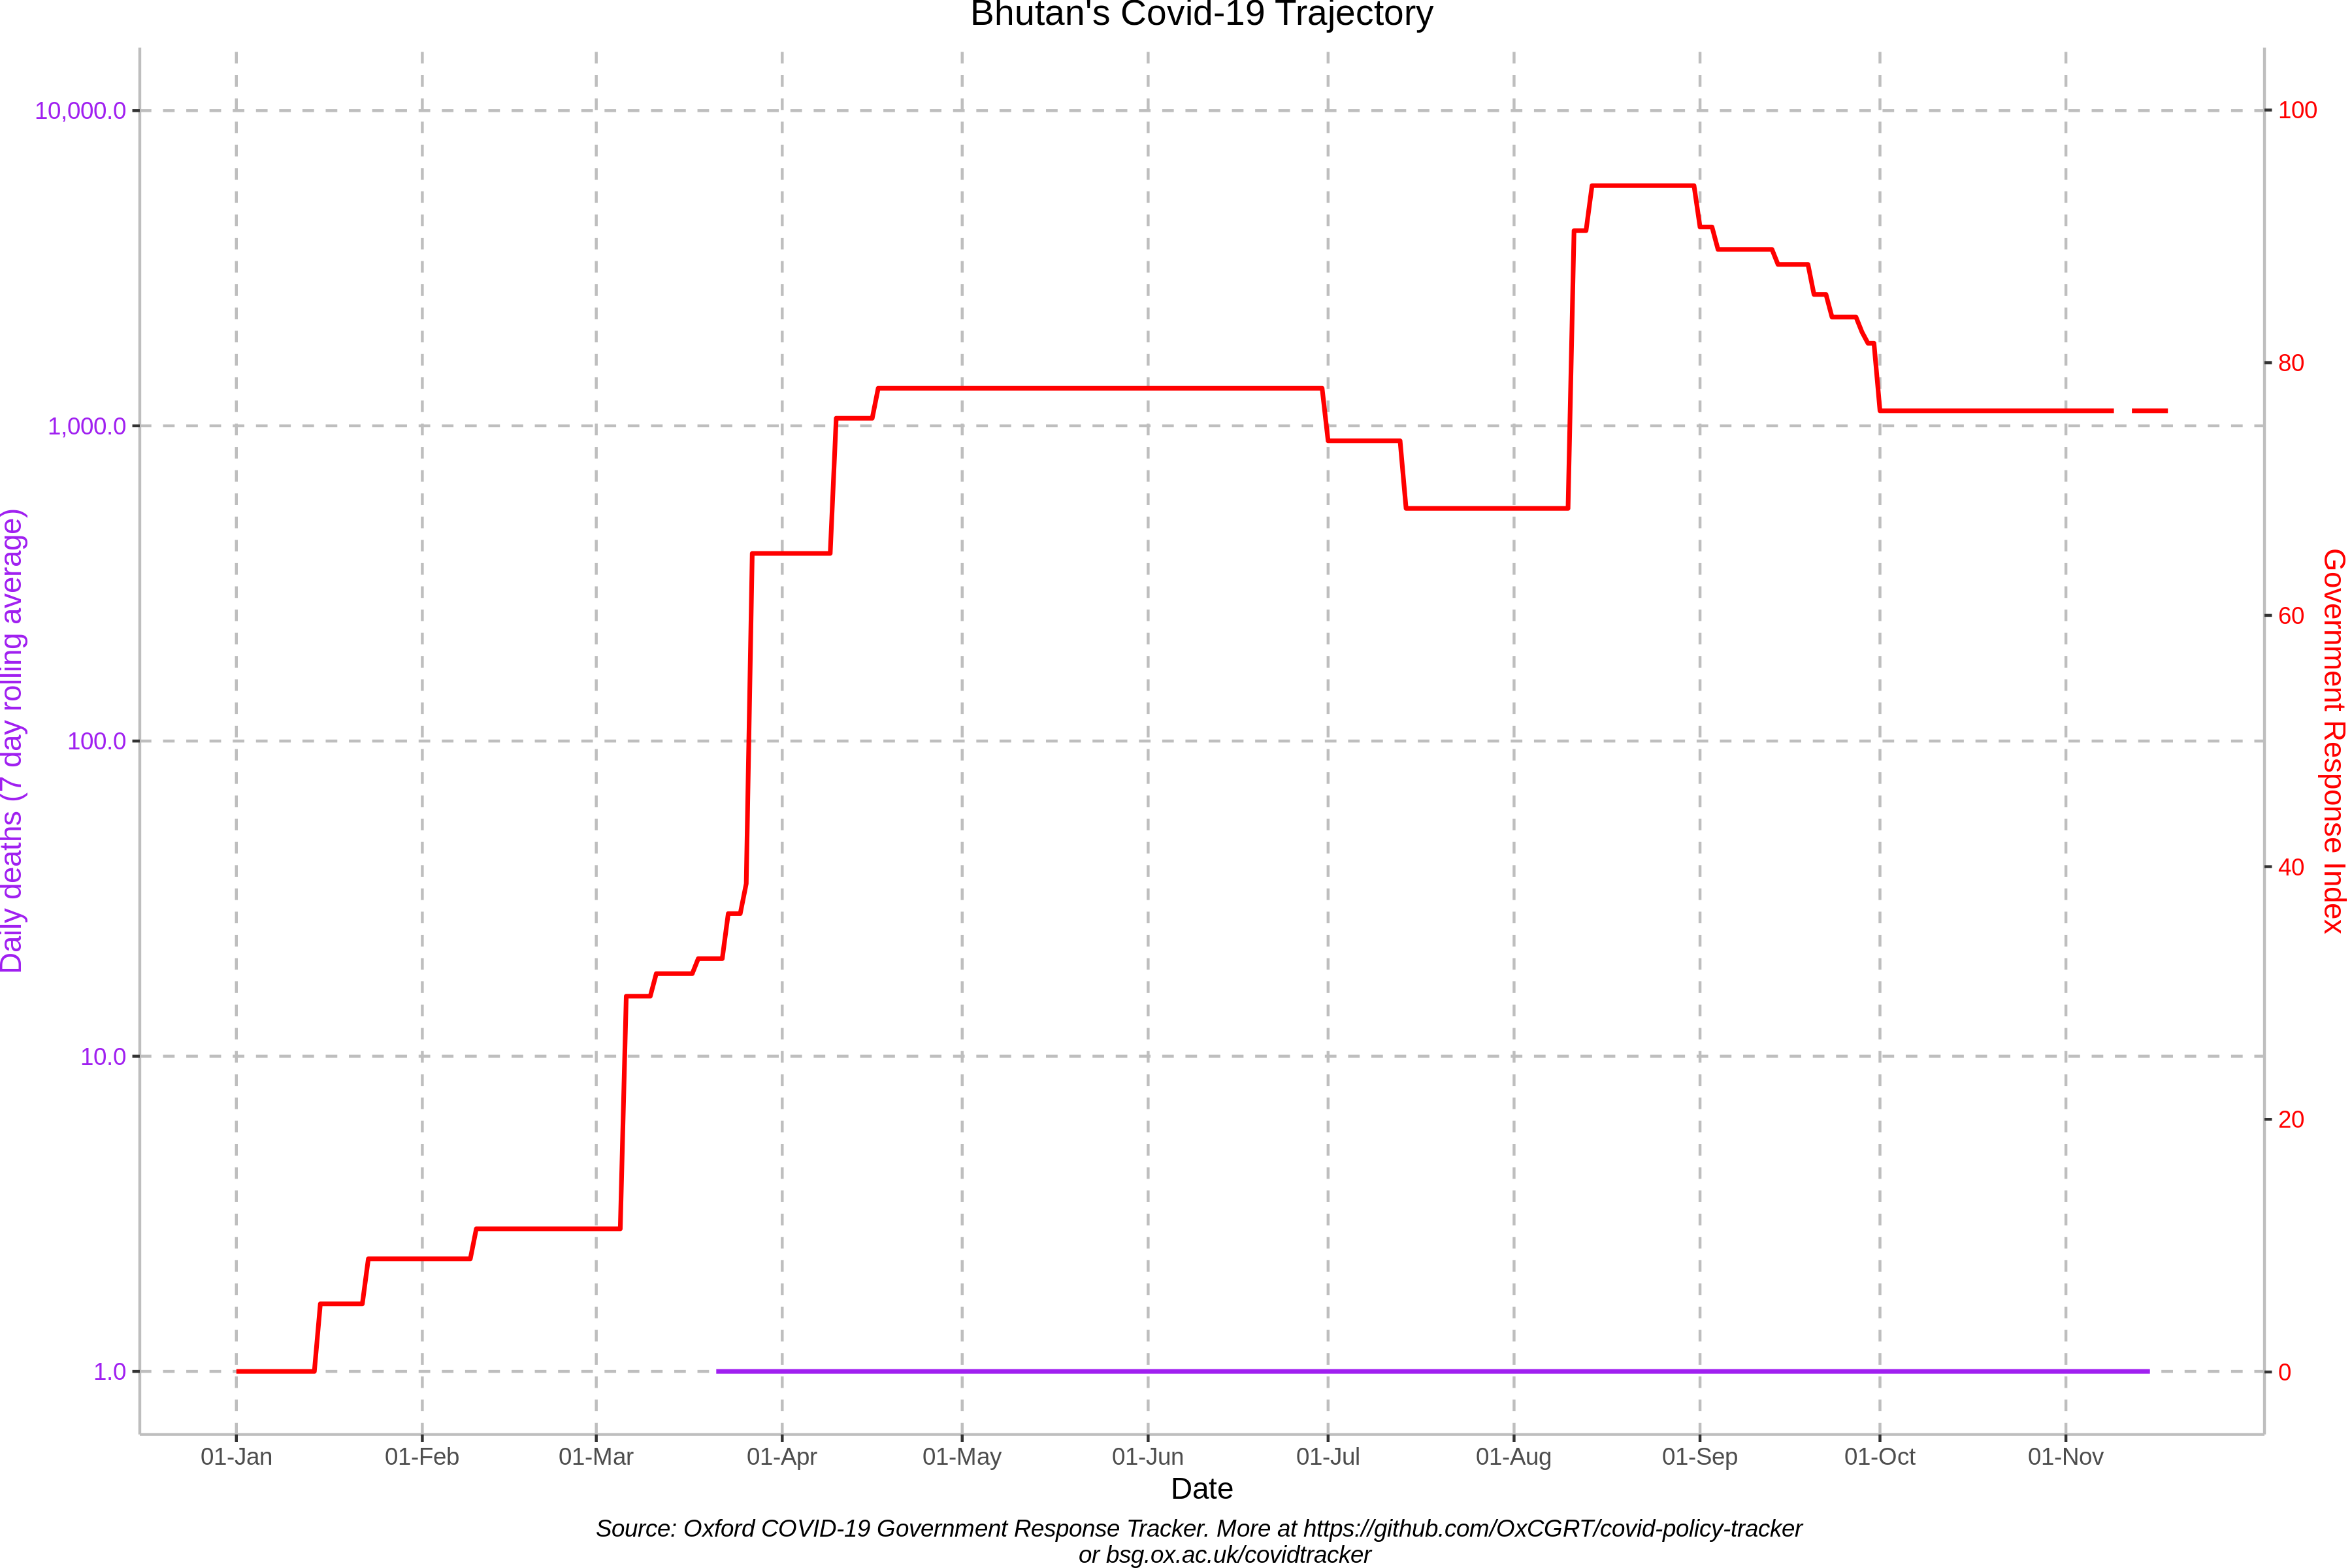 Bhutan's Covid-19 Trajectory
10,000.0
1,000.0
100.0
10.0
1.0
Daily deaths (7 day rolling average)
100
80
60
40
20
0
Government Response Index
01-Jan
01-Feb
01-Mar
01-Apr
01-May
01-Jun
01-Jul
01-Aug
01-Sep
01-Oct
01-Nov
Date
Source: Oxford COVID-19 Government Response Tracker. More at https://github.com/OxCGRT/covid-policy-tracker
or bsg.ox.ac.uk/covidtracker